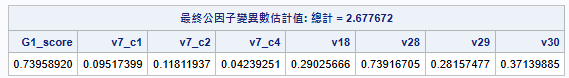 最終公因子變異數估計值: 總計 = 2.677672
G1_score v7_c1 v7_c2 v7_c4 v18 v28 v29 v30
0.73958920 0.09517399 0.11811937 0.04239251 0.29025666 0.73916705 0.28157477 0.37139885